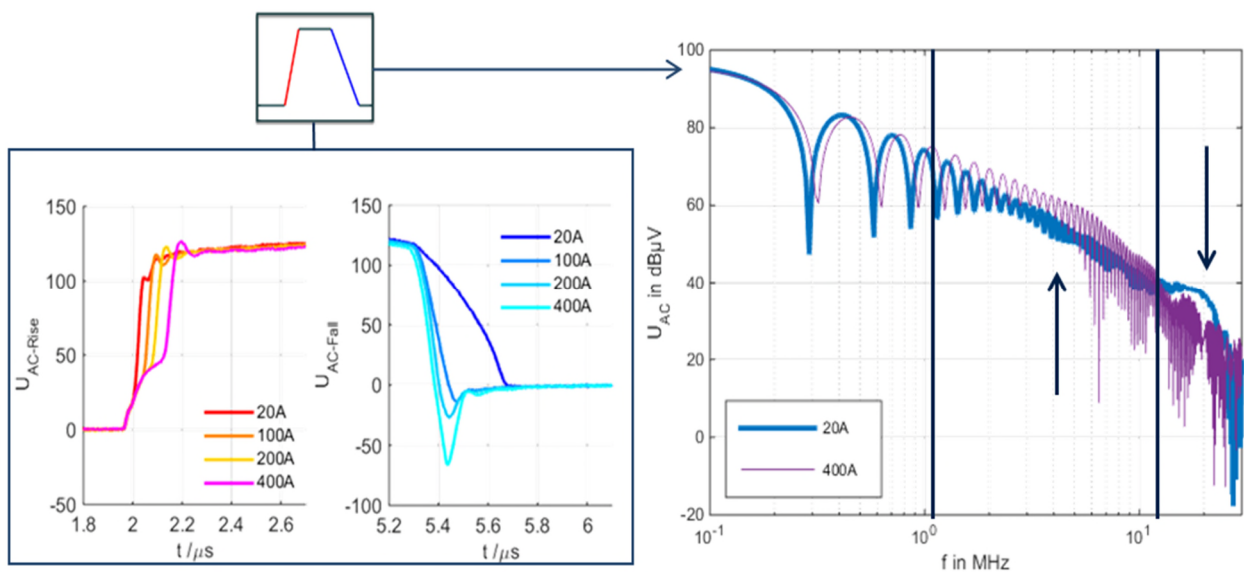 150
100
50
0
-50
U_AC-Rise
20A
100A
200A
400A
1.8
2
2.2
2.4
2.6
t /μs
150
100
50
0
-50
-100
U_AC-Fall
20A
100A
200A
400A
5.2
5.4
5.6
5.8
6
t /μs
100
80
60
40
20
0
-20
U_AC in dBμV
20A
400A
10^-1
10^0
10^1
f in MHz